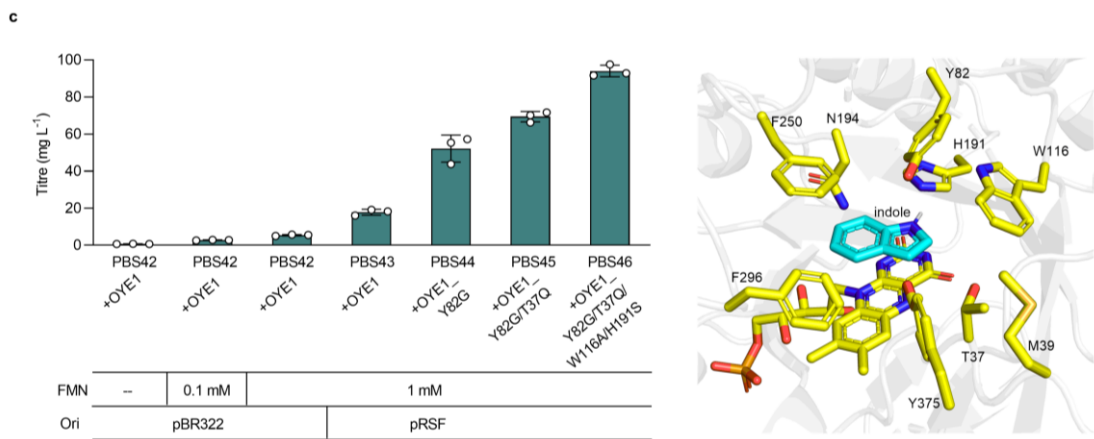 c
Titre (mg L⁻¹)
100
80
60
40
20
0
PBS42 PBS42 PBS42 PBS43 PBS44 PBS45 PBS46
+OYE1
+OYE1
+OYE1
+OYE1
+OYE1_
Y82G
+OYE1_
Y82G/T37Q
+OYE1_
Y82G/T37Q/
W116A/H191S
FMN -- 0.1 mM 1 mM
Ori pBR322 pRSF
Y82
F250
N194
H191
W116
indole
F296
T37
M39
Y375